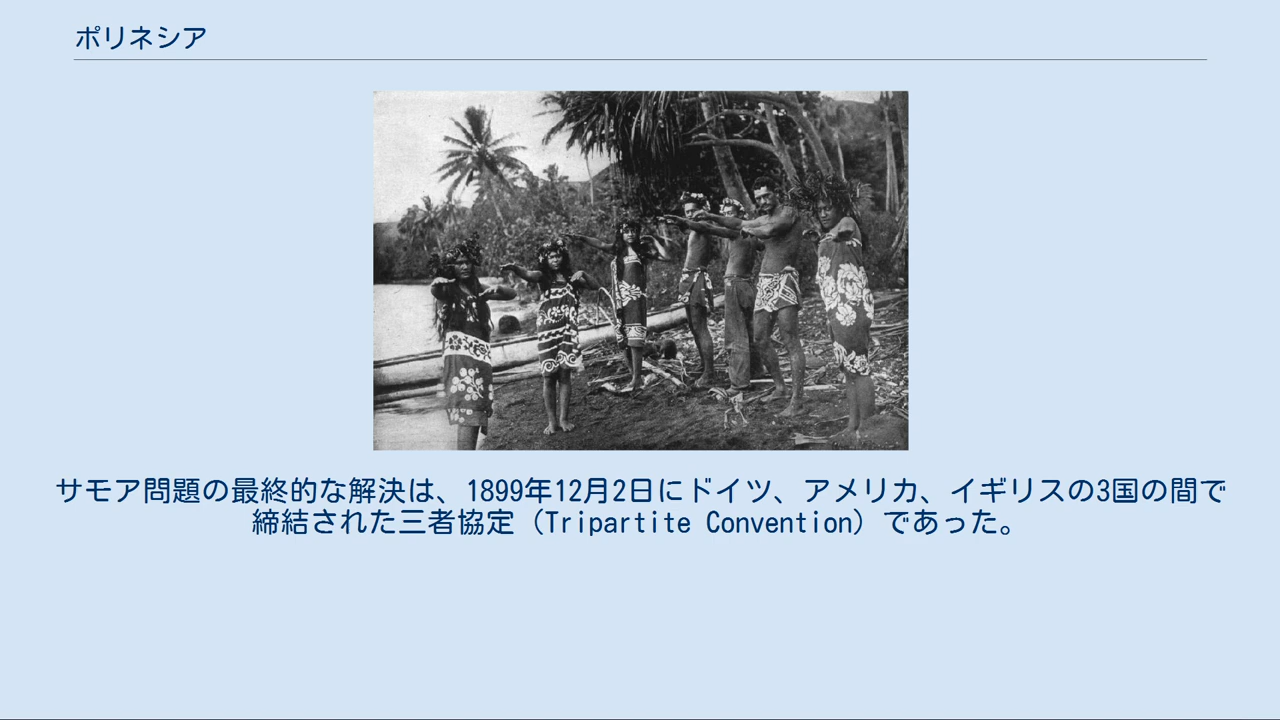 ポリネシア
サモア問題の最終的な解決は、1899年12月2日にドイツ、アメリカ、イギリスの3国の間で
締結された三者協定（Tripartite Convention）であった。